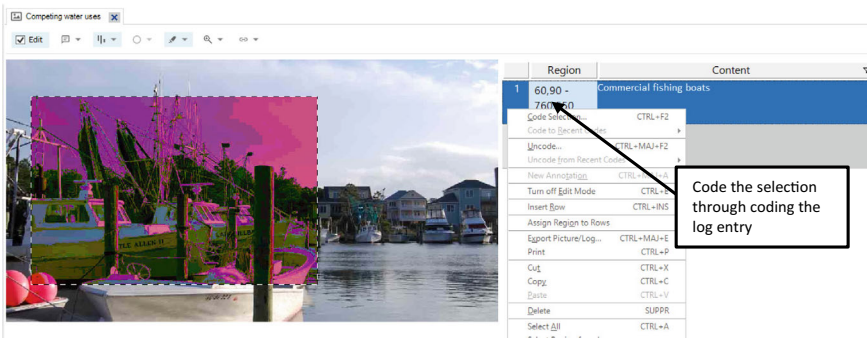 Competing water uses
Edit
Region Content
1 60,90 - Commercial fishing boats
Code Selection... CTRL+F2
Code to Recent Codes
Uncode... CTRL+MAJ+F2
Uncode from Recent Codes
New Annotation CTRL+MAJ+A
Turn off Edit Mode CTRL+E
Insert Row CTRL+INS
Assign Region to Rows
Export Picture/Log... CTRL+MAJ+E
Print CTRL+P
Cut CTRL+X
Copy CTRL+C
Paste CTRL+V
Delete SUPPR
Select All CTRL+A
Code the selection
through coding the
log entry